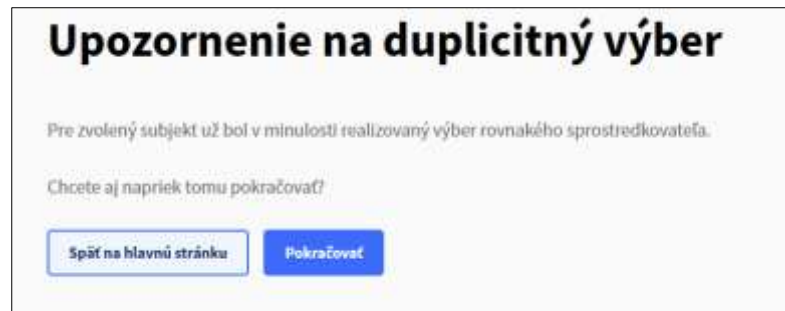 Upozornenie na duplicitný výber
Pre zvolený subjekt už bol v minulosti realizovaný výber rovnakého sprostredkovateľa.
Chcete aj napriek tomu pokračovať?
Späť na hlavnú stránku
Pokračovať